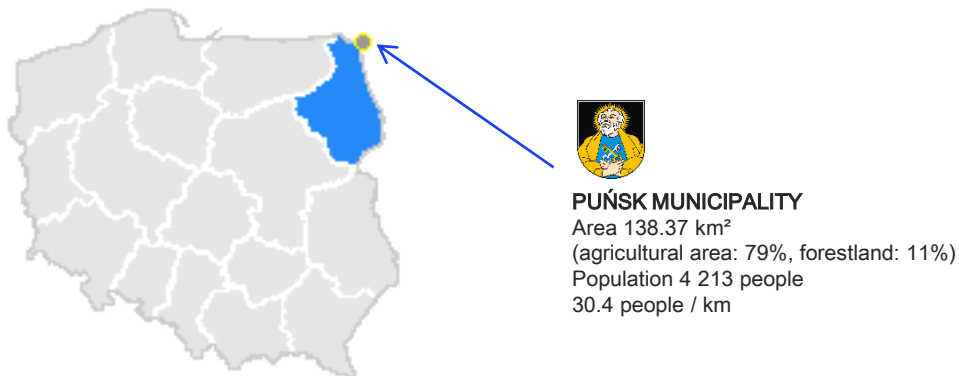 PUŃSK MUNICIPALITY
Area 138.37 km²
(agricultural area: 79%, forestland: 11%)
Population 4 213 people
30.4 people / km